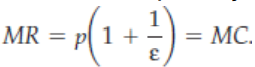 MR = p(1 + 1/ε) = MC.